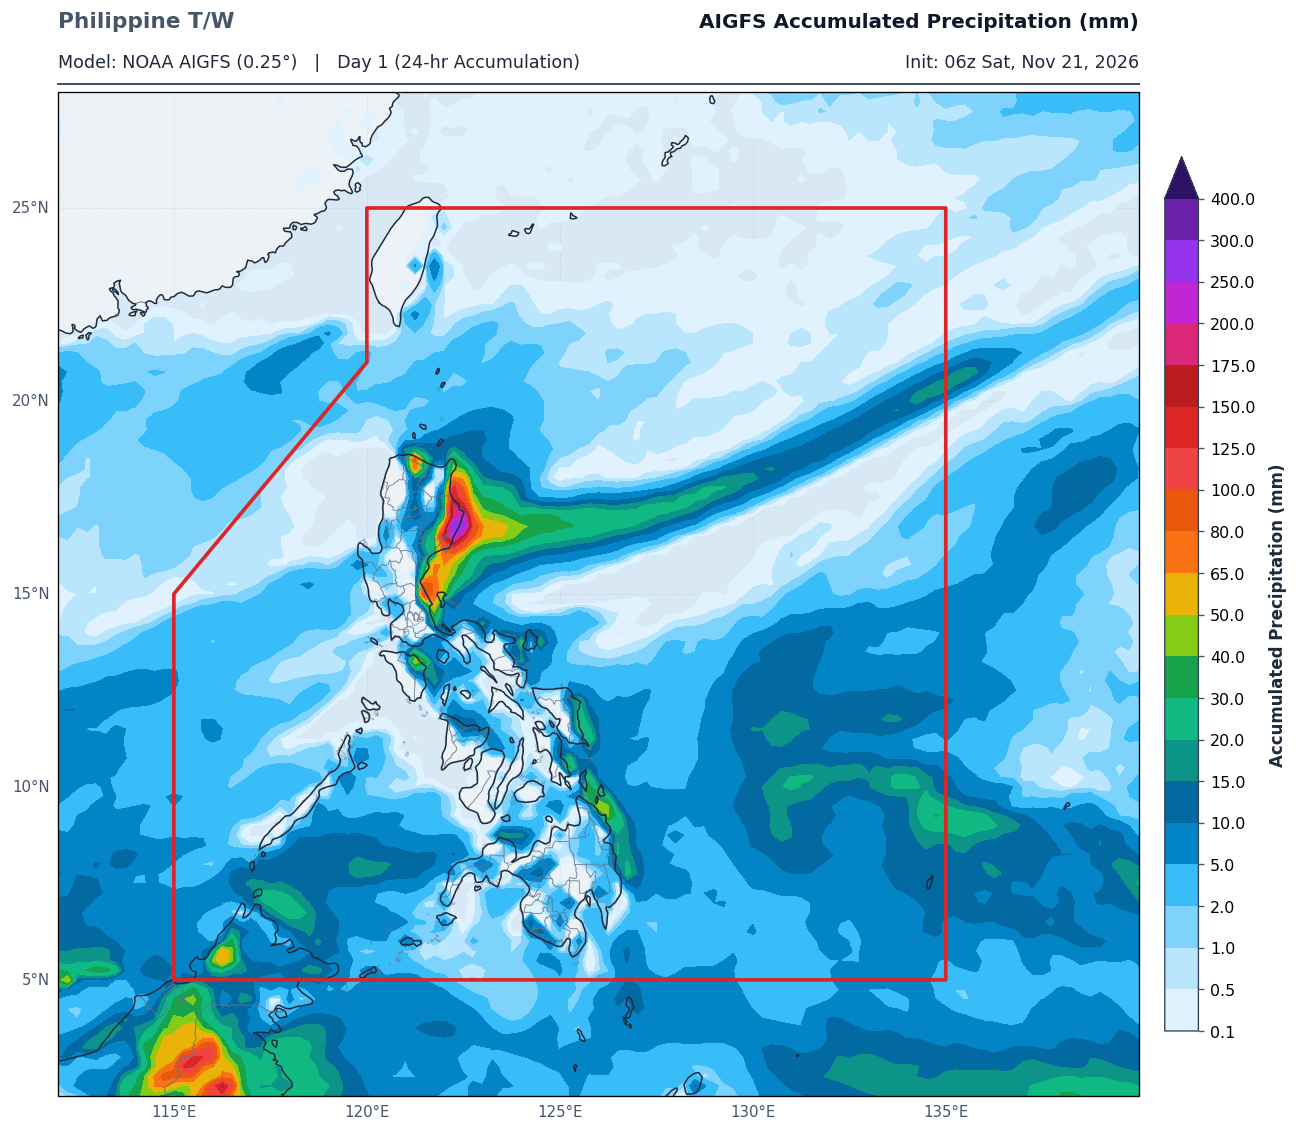 Philippine T/W
AIGFS Accumulated Precipitation (mm)
Model: NOAA AIGFS (0.25°)   |   Day 1 (24-hr Accumulation)
Init: 06z Sat, Nov 21, 2026
25°N
20°N
15°N
10°N
5°N
115°E
120°E
125°E
130°E
135°E
400.0
300.0
250.0
200.0
175.0
150.0
125.0
100.0
80.0
65.0
50.0
40.0
30.0
20.0
15.0
10.0
5.0
2.0
1.0
0.5
0.1
Accumulated Precipitation (mm)